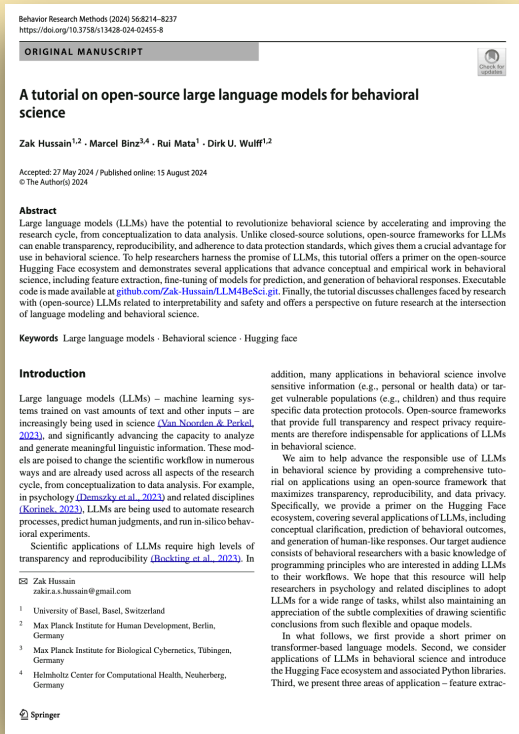 Behavior Research Methods (2024) 56:8214–8237
https://doi.org/10.3758/s13428-024-02455-8
ORIGINAL MANUSCRIPT
Check for
updates
A tutorial on open-source large language models for behavioral
science
Zak Hussain1,2 · Marcel Binz3,4 · Rui Mata1 · Dirk U. Wulff1,2
Accepted: 27 May 2024 / Published online: 15 August 2024
© The Author(s) 2024
Abstract
Large language models (LLMs) have the potential to revolutionize behavioral science by accelerating and improving the
research cycle, from conceptualization to data analysis. Unlike closed-source solutions, open-source frameworks for LLMs
can enable transparency, reproducibility, and adherence to data protection standards, which gives them a crucial advantage for
use in behavioral science. To help researchers harness the promise of LLMs, this tutorial offers a primer on the open-source
Hugging Face ecosystem and demonstrates several applications that advance conceptual and empirical work in behavioral
science, including feature extraction, fine-tuning of models for prediction, and generation of behavioral responses. Executable
code is made available at github.com/Zak-Hussain/LLM4BeSci.git. Finally, the tutorial discusses challenges faced by research
with (open-source) LLMs related to interpretability and safety and offers a perspective on future research at the intersection
of language modeling and behavioral science.
Keywords Large language models · Behavioral science · Hugging face
Introduction
Large language models (LLMs) – machine learning sys-
tems trained on vast amounts of text and other inputs – are
increasingly being used in science (Van Noorden & Perkel,
2023), and significantly advancing the capacity to analyze
and generate meaningful linguistic information. These mod-
els are poised to change the scientific workflow in numerous
ways and are already used across all aspects of the research
cycle, from conceptualization to data analysis. For example,
in psychology (Demszky et al., 2023) and related disciplines
(Korinek, 2023), LLMs are being used to automate research
processes, predict human judgments, and run in-silico behav-
ioral experiments.
Scientific applications of LLMs require high levels of
transparency and reproducibility (Bockting et al., 2023). In
✉ Zak Hussain
zakir.a.s.hussain@gmail.com
1 University of Basel, Basel, Switzerland
2 Max Planck Institute for Human Development, Berlin,
Germany
3 Max Planck Institute for Biological Cybernetics, Tübingen,
Germany
4 Helmholtz Center for Computational Health, Neuherberg,
Germany
addition, many applications in behavioral science involve
sensitive information (e.g., personal or health data) or tar-
get vulnerable populations (e.g., children) and thus require
specific data protection protocols. Open-source frameworks
that provide full transparency and respect privacy require-
ments are therefore indispensable for applications of LLMs
in behavioral science.
We aim to help advance the responsible use of LLMs
in behavioral science by providing a comprehensive tuto-
rial on applications using an open-source framework that
maximizes transparency, reproducibility, and data privacy.
Specifically, we provide a primer on the Hugging Face
ecosystem, covering several applications of LLMs, including
conceptual clarification, prediction of behavioral outcomes,
and generation of human-like responses. Our target audience
consists of behavioral researchers with a basic knowledge of
programming principles who are interested in adding LLMs
to their workflows. We hope that this resource will help
researchers in psychology and related disciplines to adopt
LLMs for a wide range of tasks, whilst also maintaining an
appreciation of the subtle complexities of drawing scientific
conclusions from such flexible and opaque models.
In what follows, we first provide a short primer on
transformer-based language models. Second, we consider
applications of LLMs in behavioral science and introduce
the Hugging Face ecosystem and associated Python libraries.
Third, we present three areas of application – feature extrac-
Springer